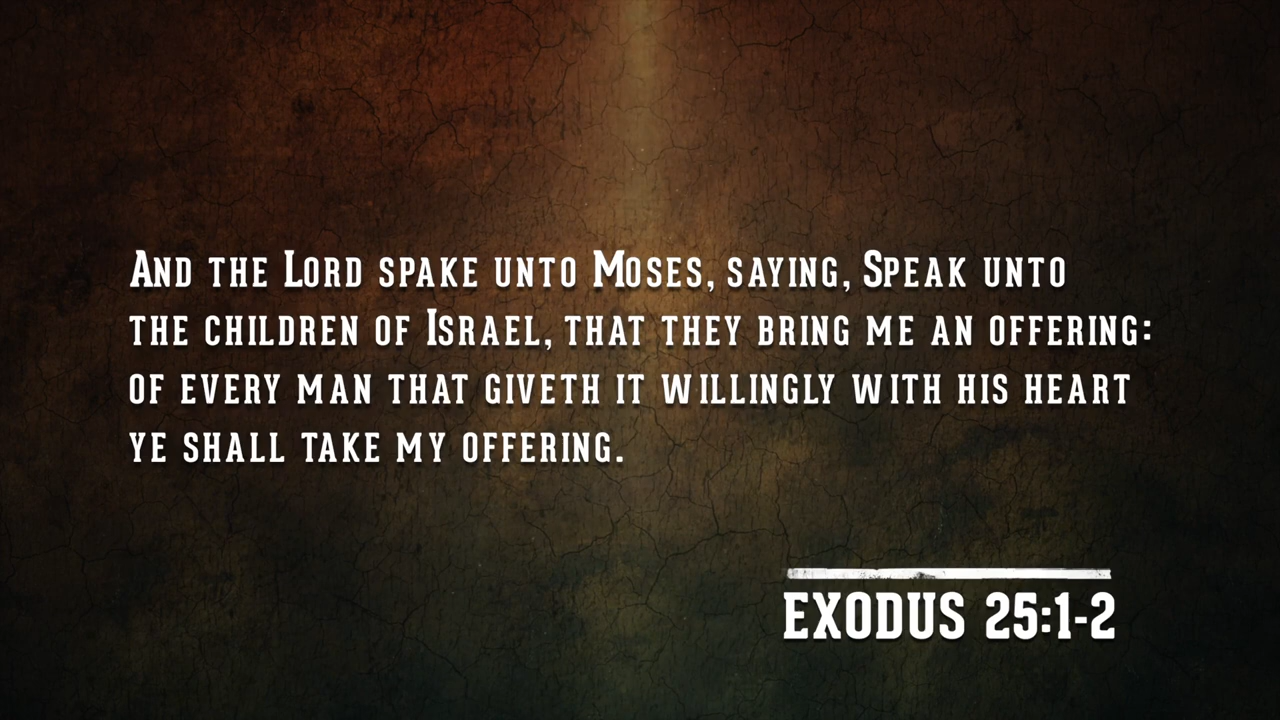 And the Lord spake unto Moses, saying, Speak unto
the children of Israel, that they bring me an offering:
of every man that giveth it willingly with his heart
ye shall take my offering.
EXODUS 25:1-2